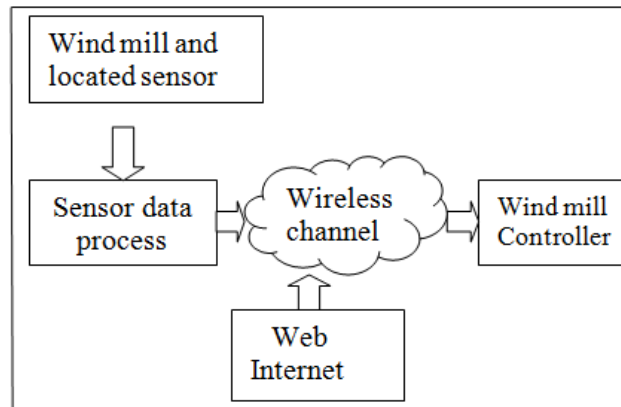 Wind mill and
located sensor
Sensor data
process
Wireless
channel
Wind mill
Controller
Web
Internet